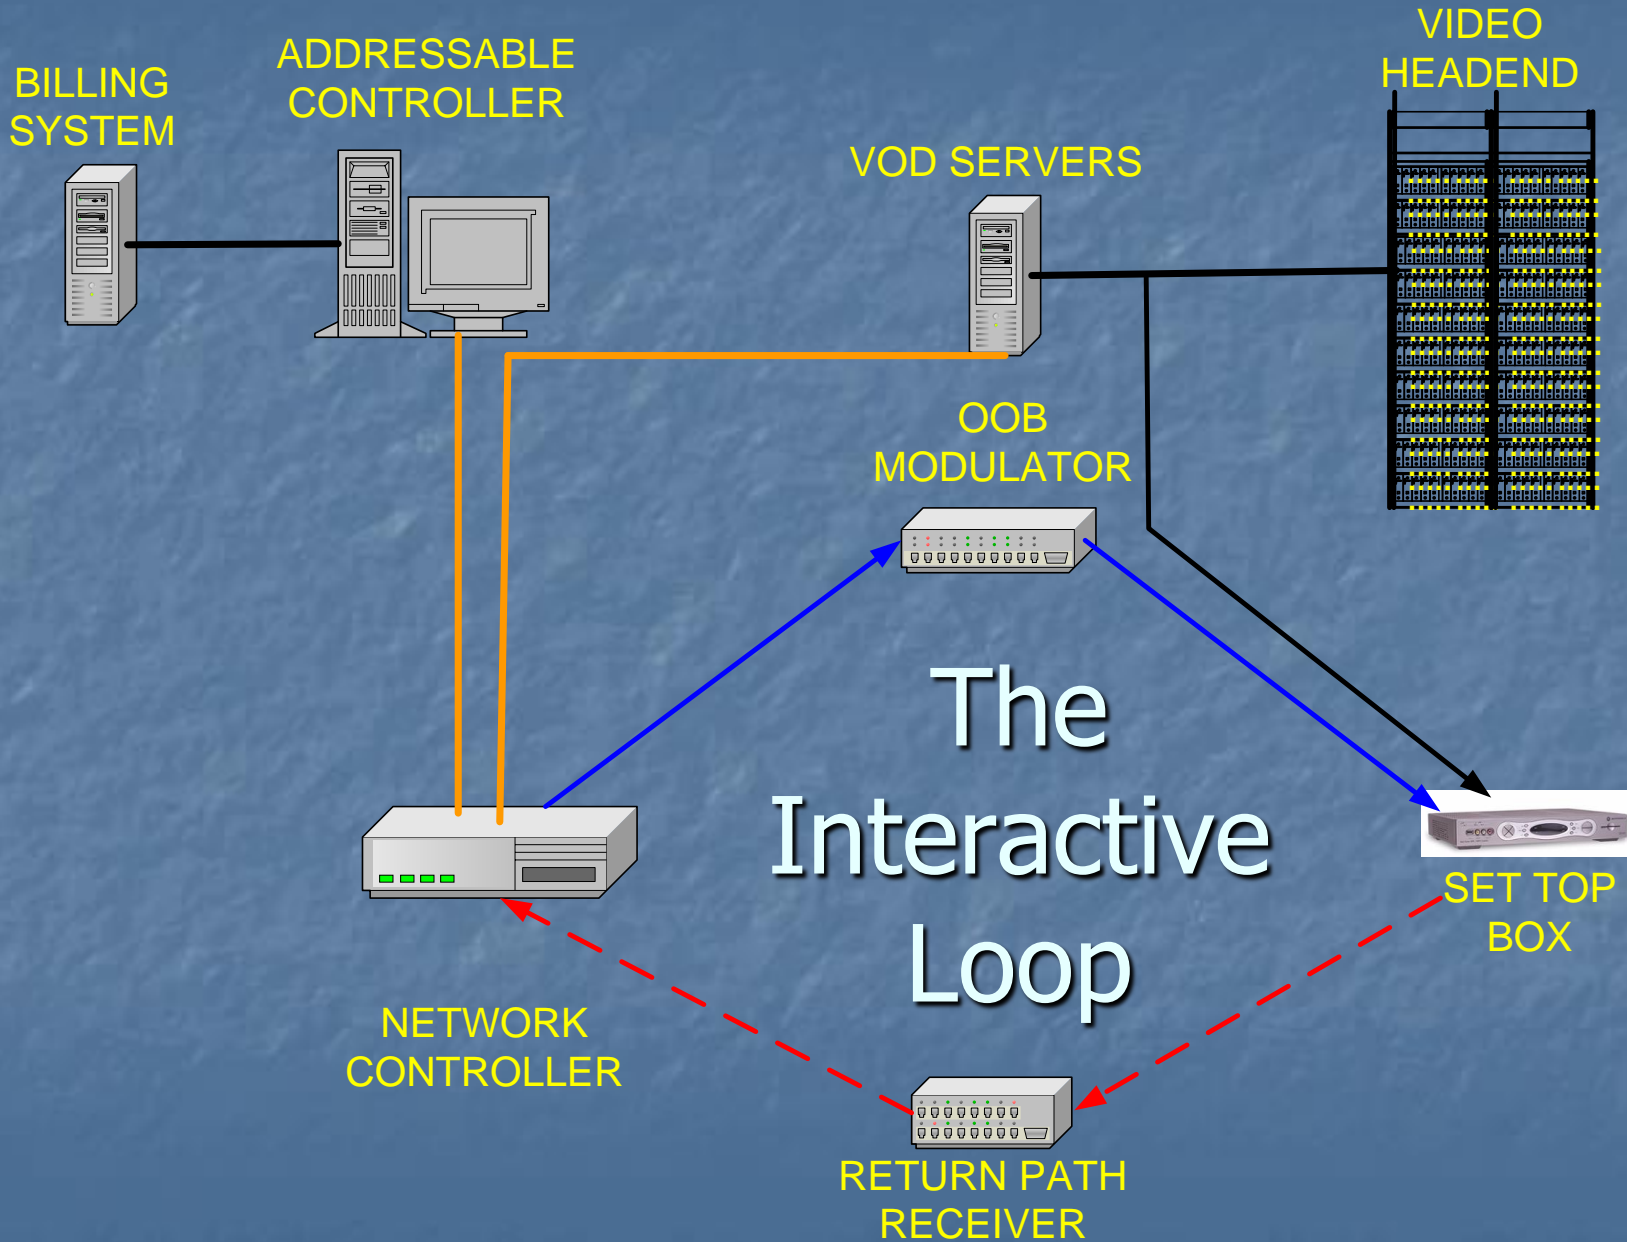 VIDEO
HEADEND
ADDRESSABLE
CONTROLLER
BILLING
SYSTEM
VOD SERVERS
OOB
MODULATOR
The
Interactive
Loop
SET TOP
BOX
NETWORK
CONTROLLER
RETURN PATH
RECEIVER